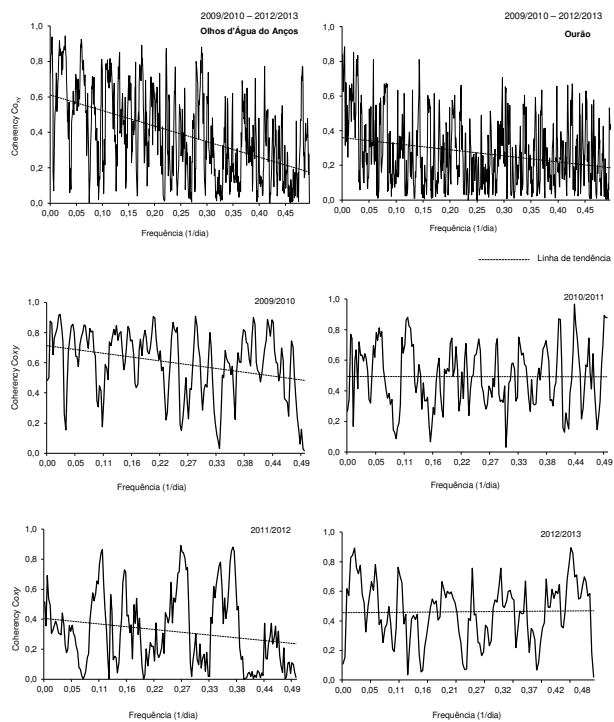 2009/2010 – 2012/2013
Olhos d'Água do Anços
Coherency Coxy
1,0
0,8
0,6
0,4
0,2
0,0
0,00 0,05 0,10 0,15 0,20 0,25 0,30 0,35 0,40 0,45
Frequência (1/dia)
2009/2010 – 2012/2013
Ourão
1,0
0,8
0,6
0,4
0,2
0,0
0,00 0,05 0,10 0,15 0,20 0,25 0,30 0,35 0,40 0,45
Frequência (1/dia)
Linha de tendência
2009/2010
Coherency Coxy
1,0
0,8
0,6
0,4
0,2
0,0
0,00 0,05 0,11 0,16 0,22 0,27 0,33 0,38 0,44 0,49
Frequência (1/dia)
2010/2011
1,0
0,8
0,6
0,4
0,2
0,0
0,00 0,05 0,11 0,16 0,22 0,27 0,33 0,38 0,44 0,49
Frequência (1/dia)
2011/2012
Coherency Coxy
1,0
0,8
0,6
0,4
0,2
0,0
0,00 0,05 0,11 0,16 0,22 0,27 0,33 0,38 0,44 0,49
Frequência (1/dia)
2012/2013
1,0
0,8
0,6
0,4
0,2
0,0
0,00 0,06 0,12 0,18 0,24 0,30 0,36 0,42 0,48
Frequência (1/dia)